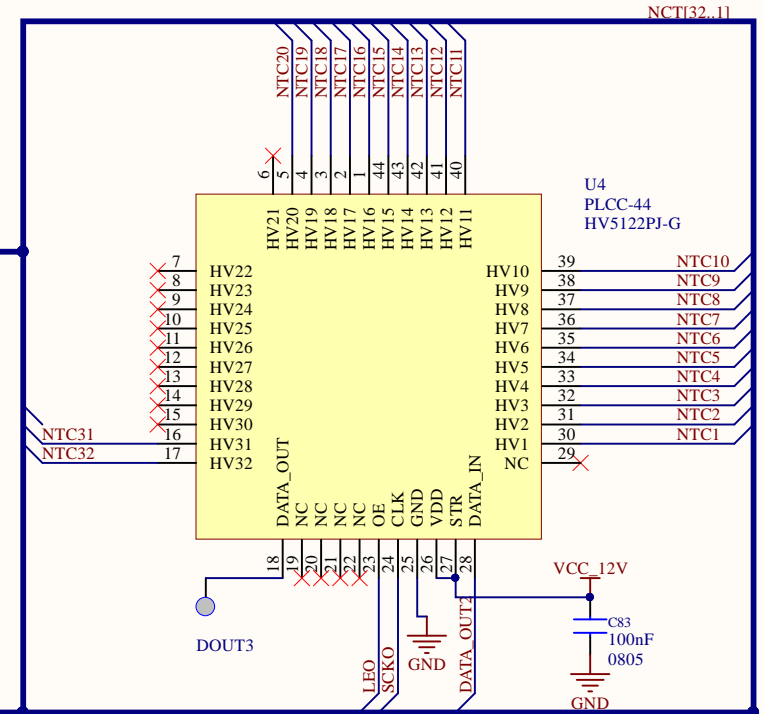 NCT[32..1]
NTC20
NTC19
NTC18
NTC17
NTC16
NTC15
NTC14
NTC13
NTC12
NTC11
6
5
4
3
2
1
44
43
42
41
40
U4
PLCC-44
HV5122PJ-G
HV21
HV20
HV19
HV18
HV17
HV16
HV15
HV14
HV13
HV12
HV11
7 HV22
8 HV23
9 HV24
10 HV25
11 HV26
12 HV27
13 HV28
14 HV29
15 HV30
NTC31 16 HV31
NTC32 17 HV32
HV10 39 NTC10
HV9 38 NTC9
HV8 37 NTC8
HV7 36 NTC7
HV6 35 NTC6
HV5 34 NTC5
HV4 33 NTC4
HV3 32 NTC3
HV2 31 NTC2
HV1 30 NTC1
NC 29
DATA_OUT
NC
NC
NC
NC
OE
CLK
GND
VDD
STR
DATA_IN
18
19
20
21
22
23
24
25
26
27
28
DOUT3
LEO
SCKO
GND
DATA_OUT2
VCC_12V
C83
100nF
0805
GND